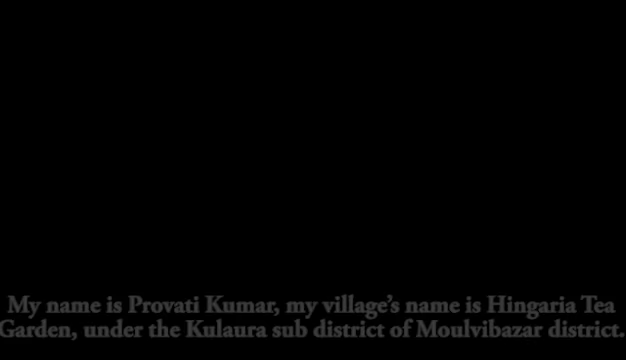 My name is Provati Kumar, my village’s name is Hingaria Tea
Garden, under the Kulaura sub district of Moulvibazar district.